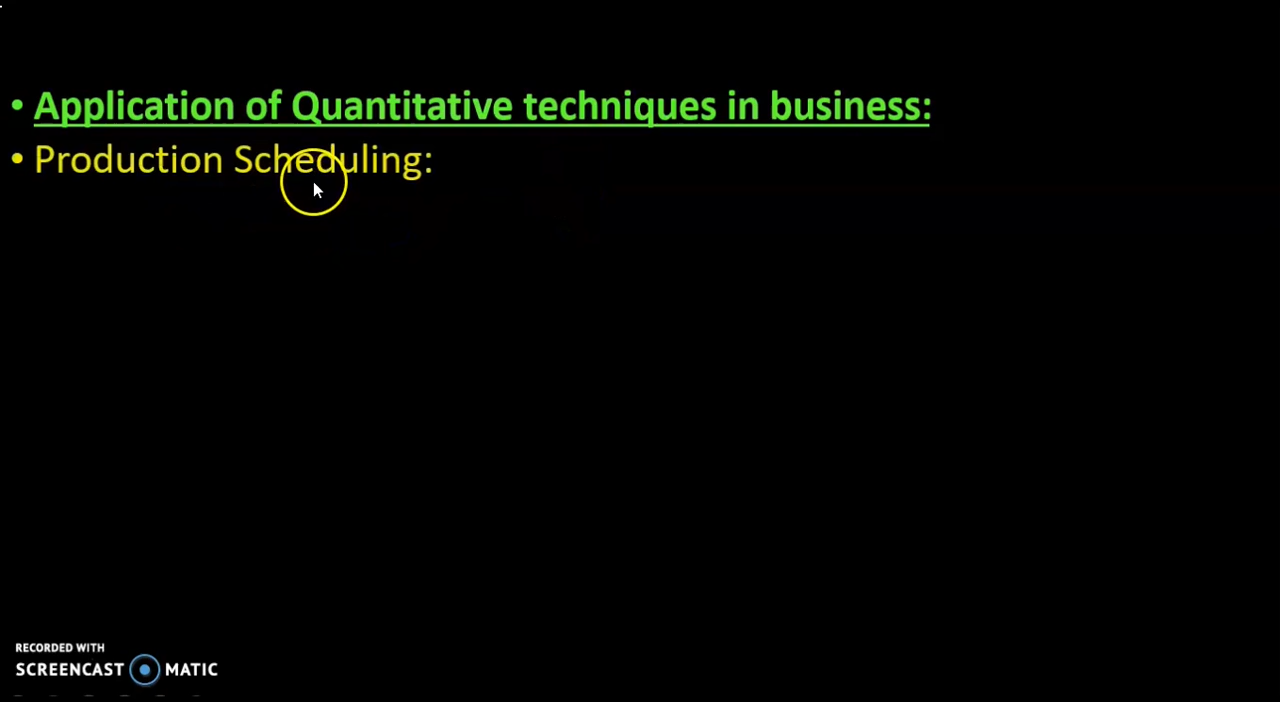 • Application of Quantitative techniques in business:
• Production Scheduling:
RECORDED WITH
SCREENCAST MATIC